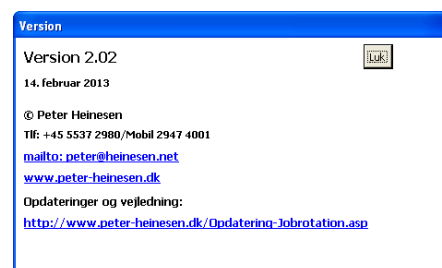 Version
Version 2.02
Luk
14. februar 2013
© Peter Heinesen
Tlf: +45 5537 2980/Mobil 2947 4001
mailto: peter@heinesen.net
www.peter-heinesen.dk
Opdateringer og vejledning:
http://www.peter-heinesen.dk/Opdatering-Jobrotation.asp